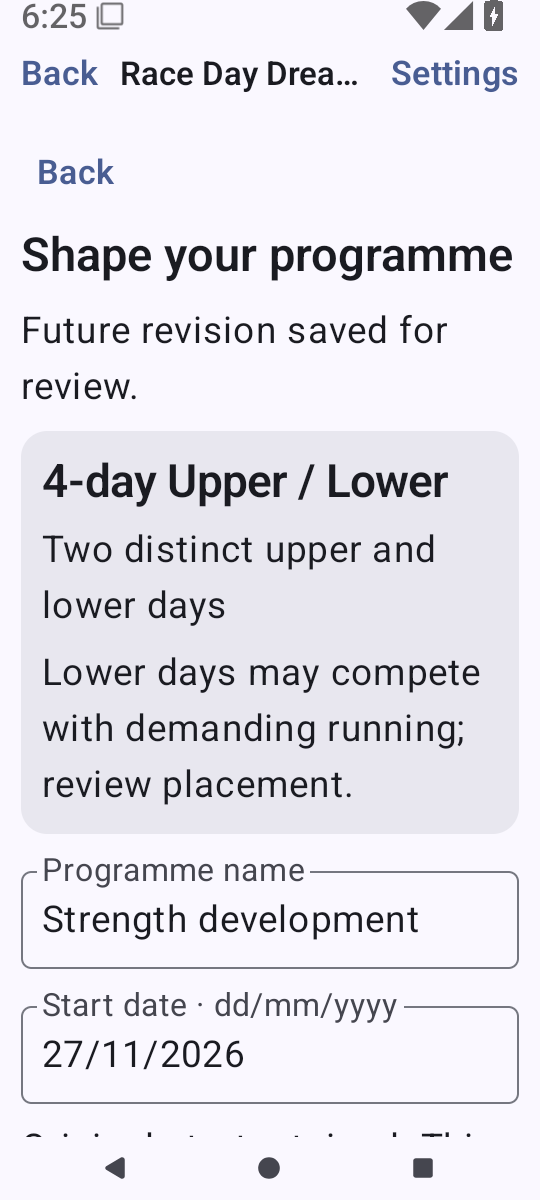 6:25
Back Race Day Drea... Settings
Back
Shape your programme
Future revision saved for
review.
4-day Upper / Lower
Two distinct upper and
lower days
Lower days may compete
with demanding running;
review placement.
Programme name
Strength development
Start date · dd/mm/yyyy
27/11/2026